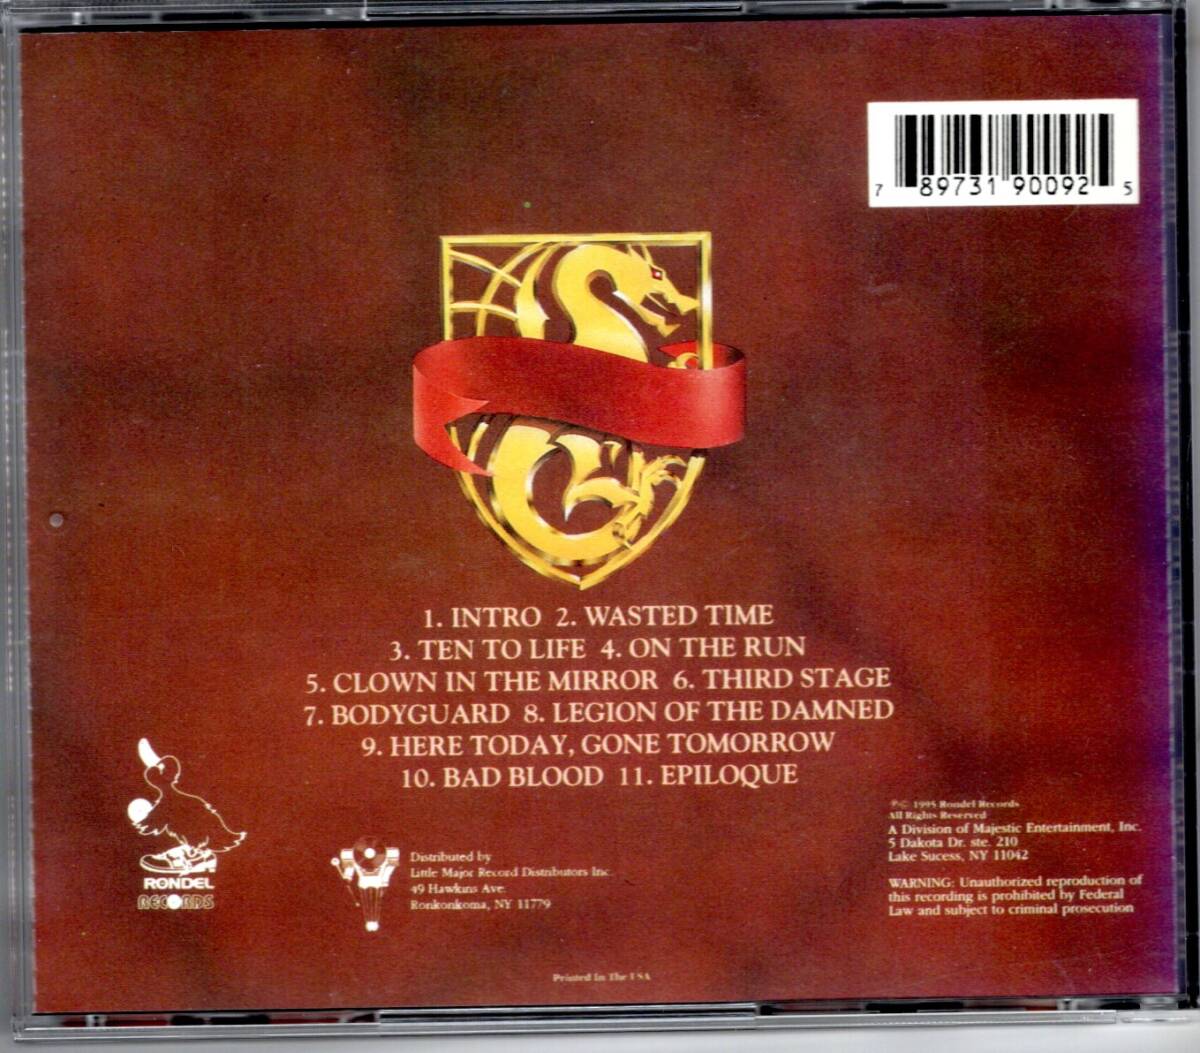 7 89731 90092 5
1. INTRO 2. WASTED TIME
3. TEN TO LIFE 4. ON THE RUN
5. CLOWN IN THE MIRROR 6. THIRD STAGE
7. BODYGUARD 8. LEGION OF THE DAMNED
9. HERE TODAY, GONE TOMORROW
10. BAD BLOOD 11. EPILOQUE
RONDEL
RECORDS
Distributed by
Little Major Record Distributors Inc.
49 Hawkins Ave.
Ronkonkoma, NY 11779
℗© 1995 Rondel Records
All Rights Reserved
A Division of Majestic Entertainment, Inc.
5 Dakota Dr. ste. 210
Lake Sucess, NY 11042
WARNING: Unauthorized reproduction of
this recording is prohibited by Federal
Law and subject to criminal prosecution
Printed In The USA